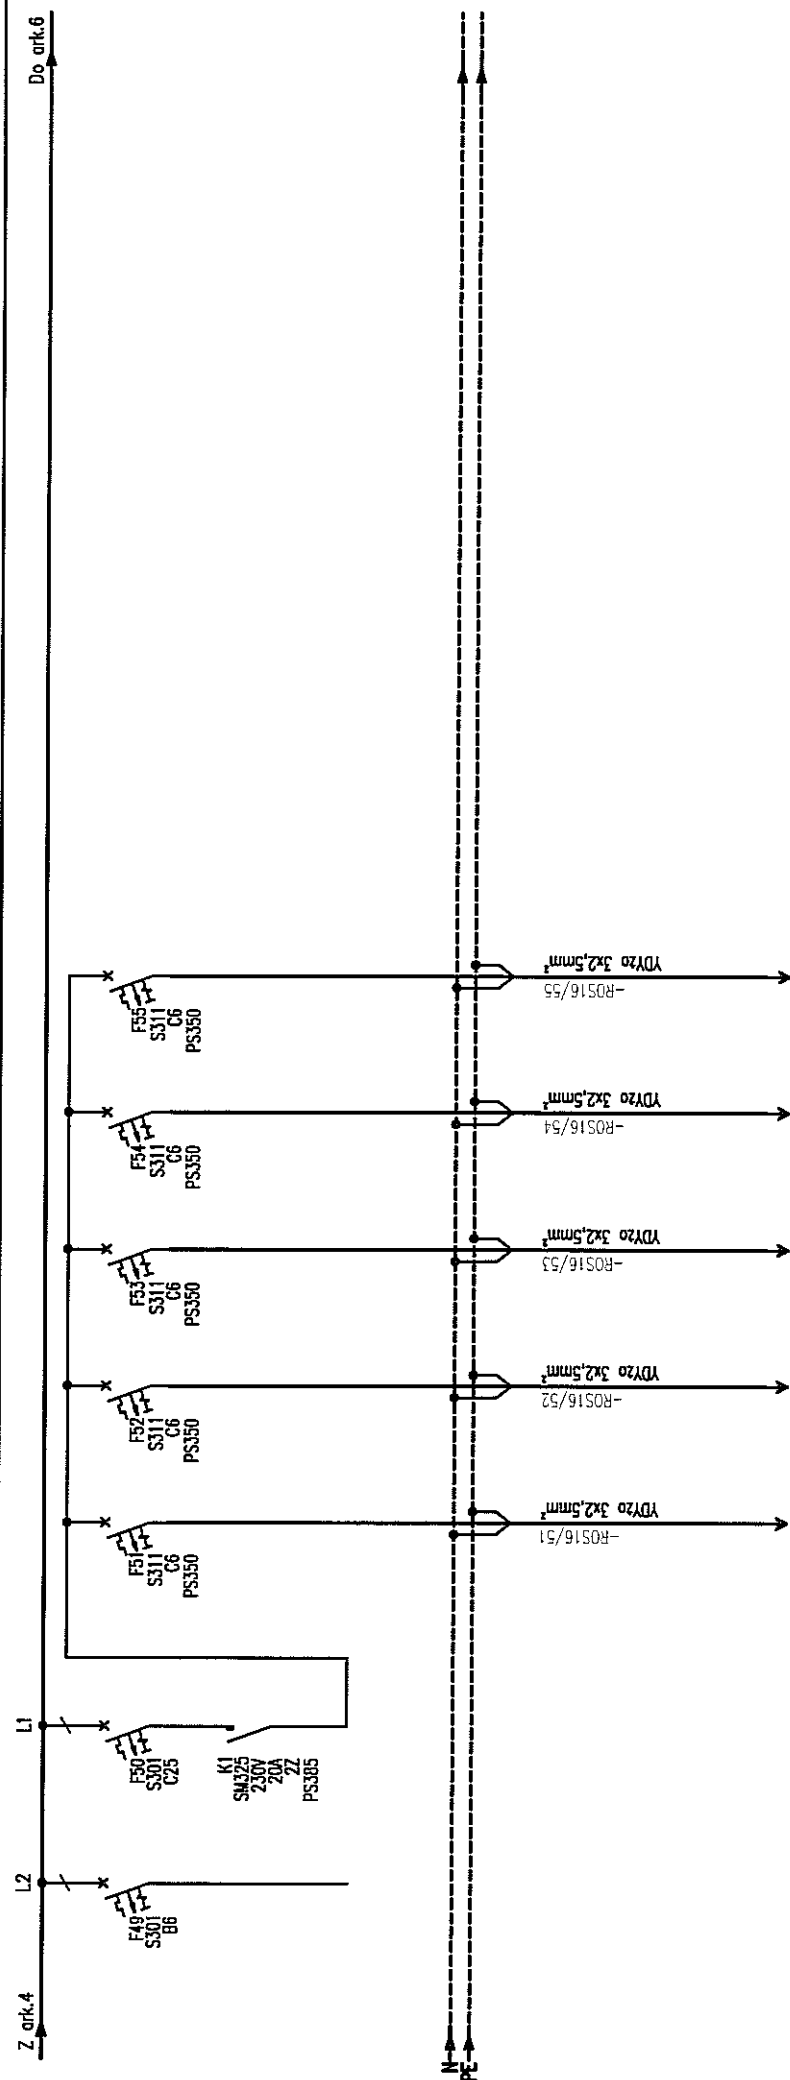 Z ark.4
L2
L1
Do ark.6
F49
S301
B6
F50
S301
C25
K1
SM325
230V
20A
2Z
PS385
F51
S311
C6
PS350
F52
S311
C6
PS350
F53
S311
C6
PS350
F54
S311
C6
PS350
F55
S311
C6
PS350
N
PE
-ROS16/51
YDYżo 3x2,5mm²
-ROS16/52
YDYżo 3x2,5mm²
-ROS16/53
YDYżo 3x2,5mm²
-ROS16/54
YDYżo 3x2,5mm²
-ROS16/55
YDYżo 3x2,5mm²